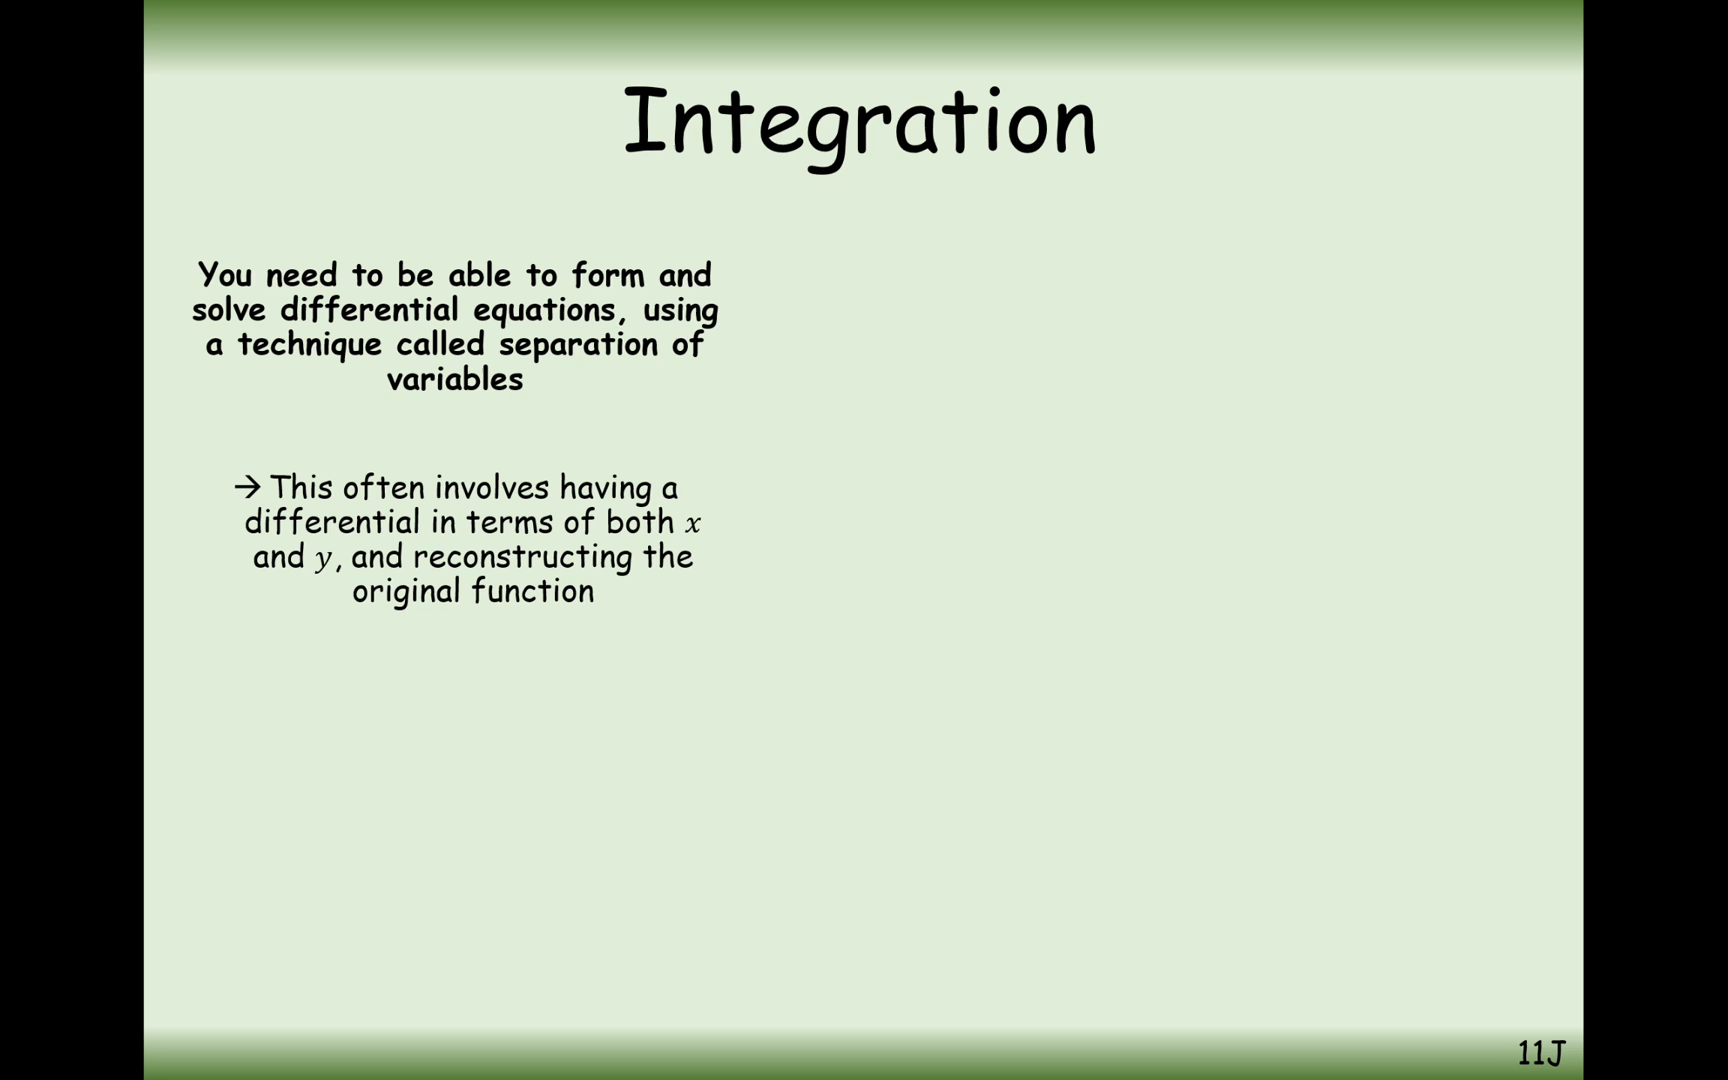 Integration
You need to be able to form and
solve differential equations, using
a technique called separation of
variables
→ This often involves having a
differential in terms of both x
and y, and reconstructing the
original function
11J